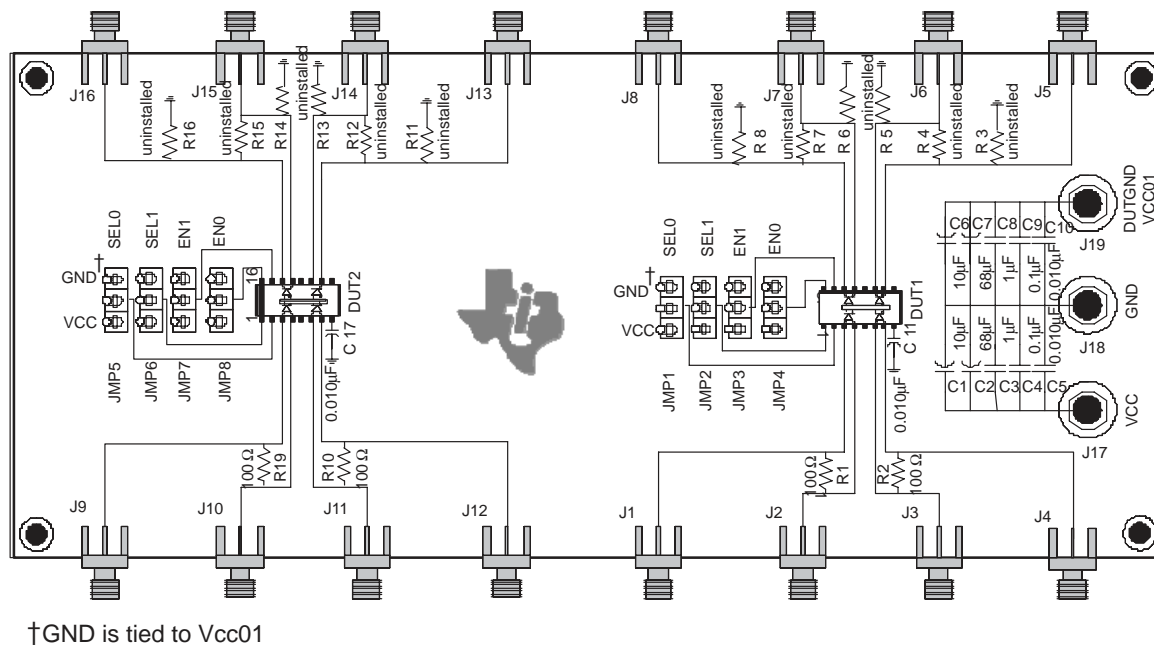 J16
J15
J14
J13
J8
J7
J6
J5
uninstalled
R16
uninstalled
R15
R14
uninstalled
R13
R12
uninstalled
R11
uninstalled
uninstalled
R 8
uninstalled
R 7
R 6
uninstalled
R 5
R 4
uninstalled
R 3
uninstalled
SEL0
SEL1
EN1
EN0
†
GND
VCC
16
1
DUT2
C 17
0.010µF
JMP5
JMP6
JMP7
JMP8
SEL0
SEL1
EN1
EN0
†
GND
VCC
1
DUT1
C 11
0.010µF
JMP1
JMP2
JMP3
JMP4
C6
C7
C8
C9
C10
10µF
68µF
1µF
0.1µF
0.010µF
10µF
68µF
1µF
0.1µF
0.010µF
C1
C2
C3
C4
C5
J19
DUTGND
VCC01
J18
GND
J17
VCC
100Ω
R19
R10
100Ω
100Ω
R1
R2
100Ω
J9
J10
J11
J12
J1
J2
J3
J4
†GND is tied to Vcc01